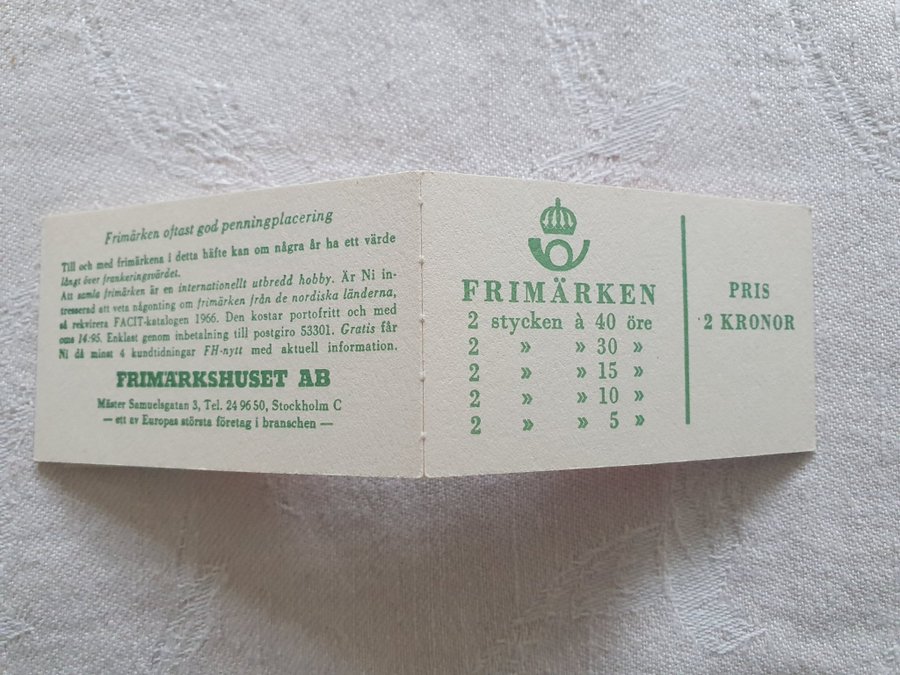 Frimärken oftast god penningplacering
Till och med frimärkena i detta häfte kan om några år ha ett värde
långt över frankeringsvärdet.
Att samla frimärken är en internationellt utbredd hobby. Är Ni in-
tresserad att veta någonting om frimärken från de nordiska länderna,
så rekvirera FACIT-katalogen 1966. Den kostar portofritt och med
oms 14:95. Enklast genom inbetalning till postgiro 53301. Gratis får
Ni då minst 4 kundtidningar FH-nytt med aktuell information.
FRIMÄRKSHUSET AB
Mäster Samuelsgatan 3, Tel. 24 96 50, Stockholm C
— ett av Europas största företag i branschen —
FRIMÄRKEN
2 stycken à 40 öre
2 » » 30 »
2 » » 15 »
2 » » 10 »
2 » » 5 »
PRIS
2 KRONOR